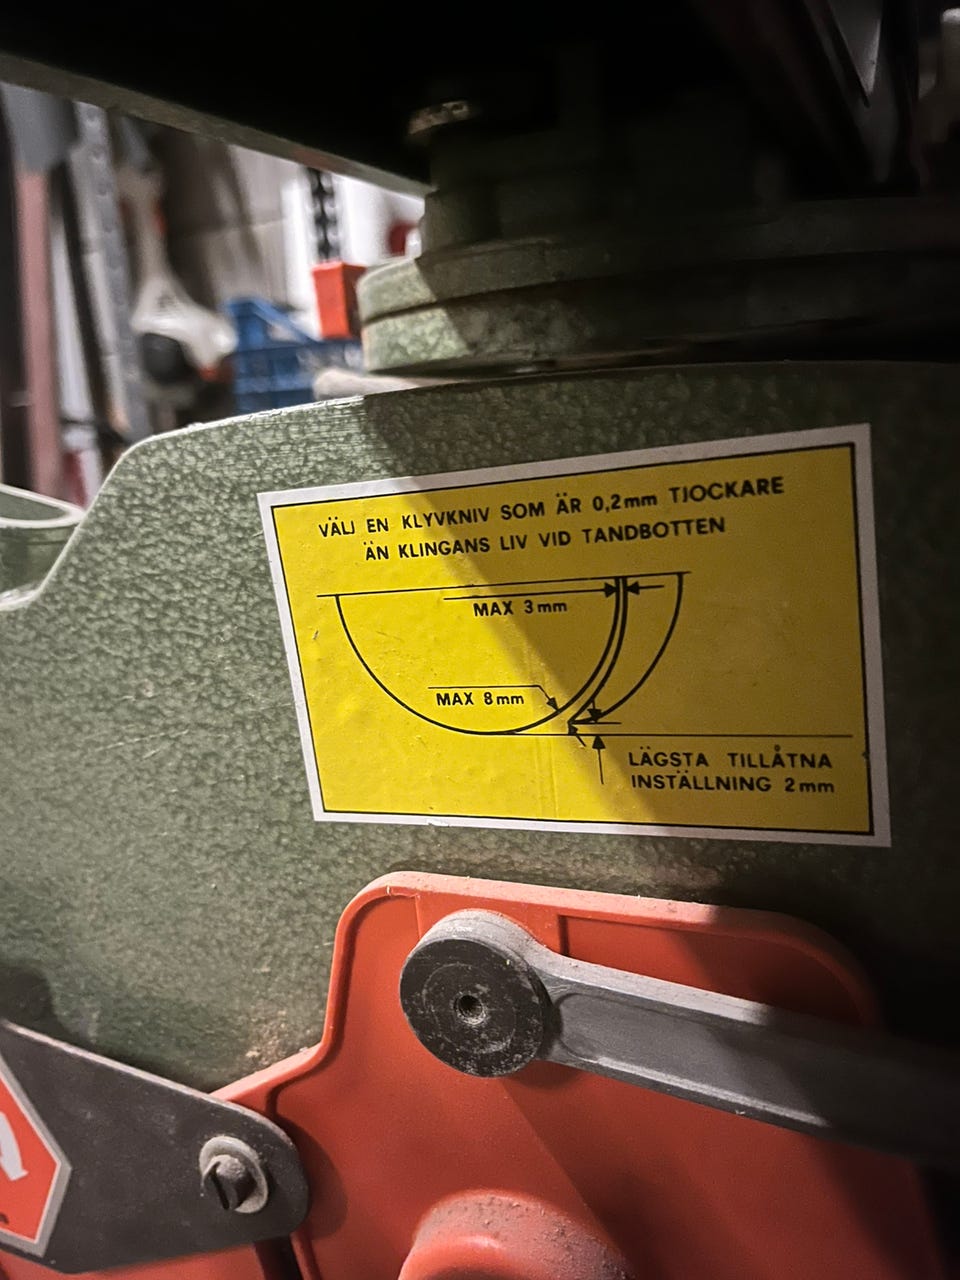 VÄLJ EN KLYVKNIV SOM ÄR 0,2mm TJOCKARE
ÄN KLINGANS LIV VID TANDBOTTEN
MAX 3mm
MAX 8mm
LÄGSTA TILLÅTNA
INSTÄLLNING 2mm